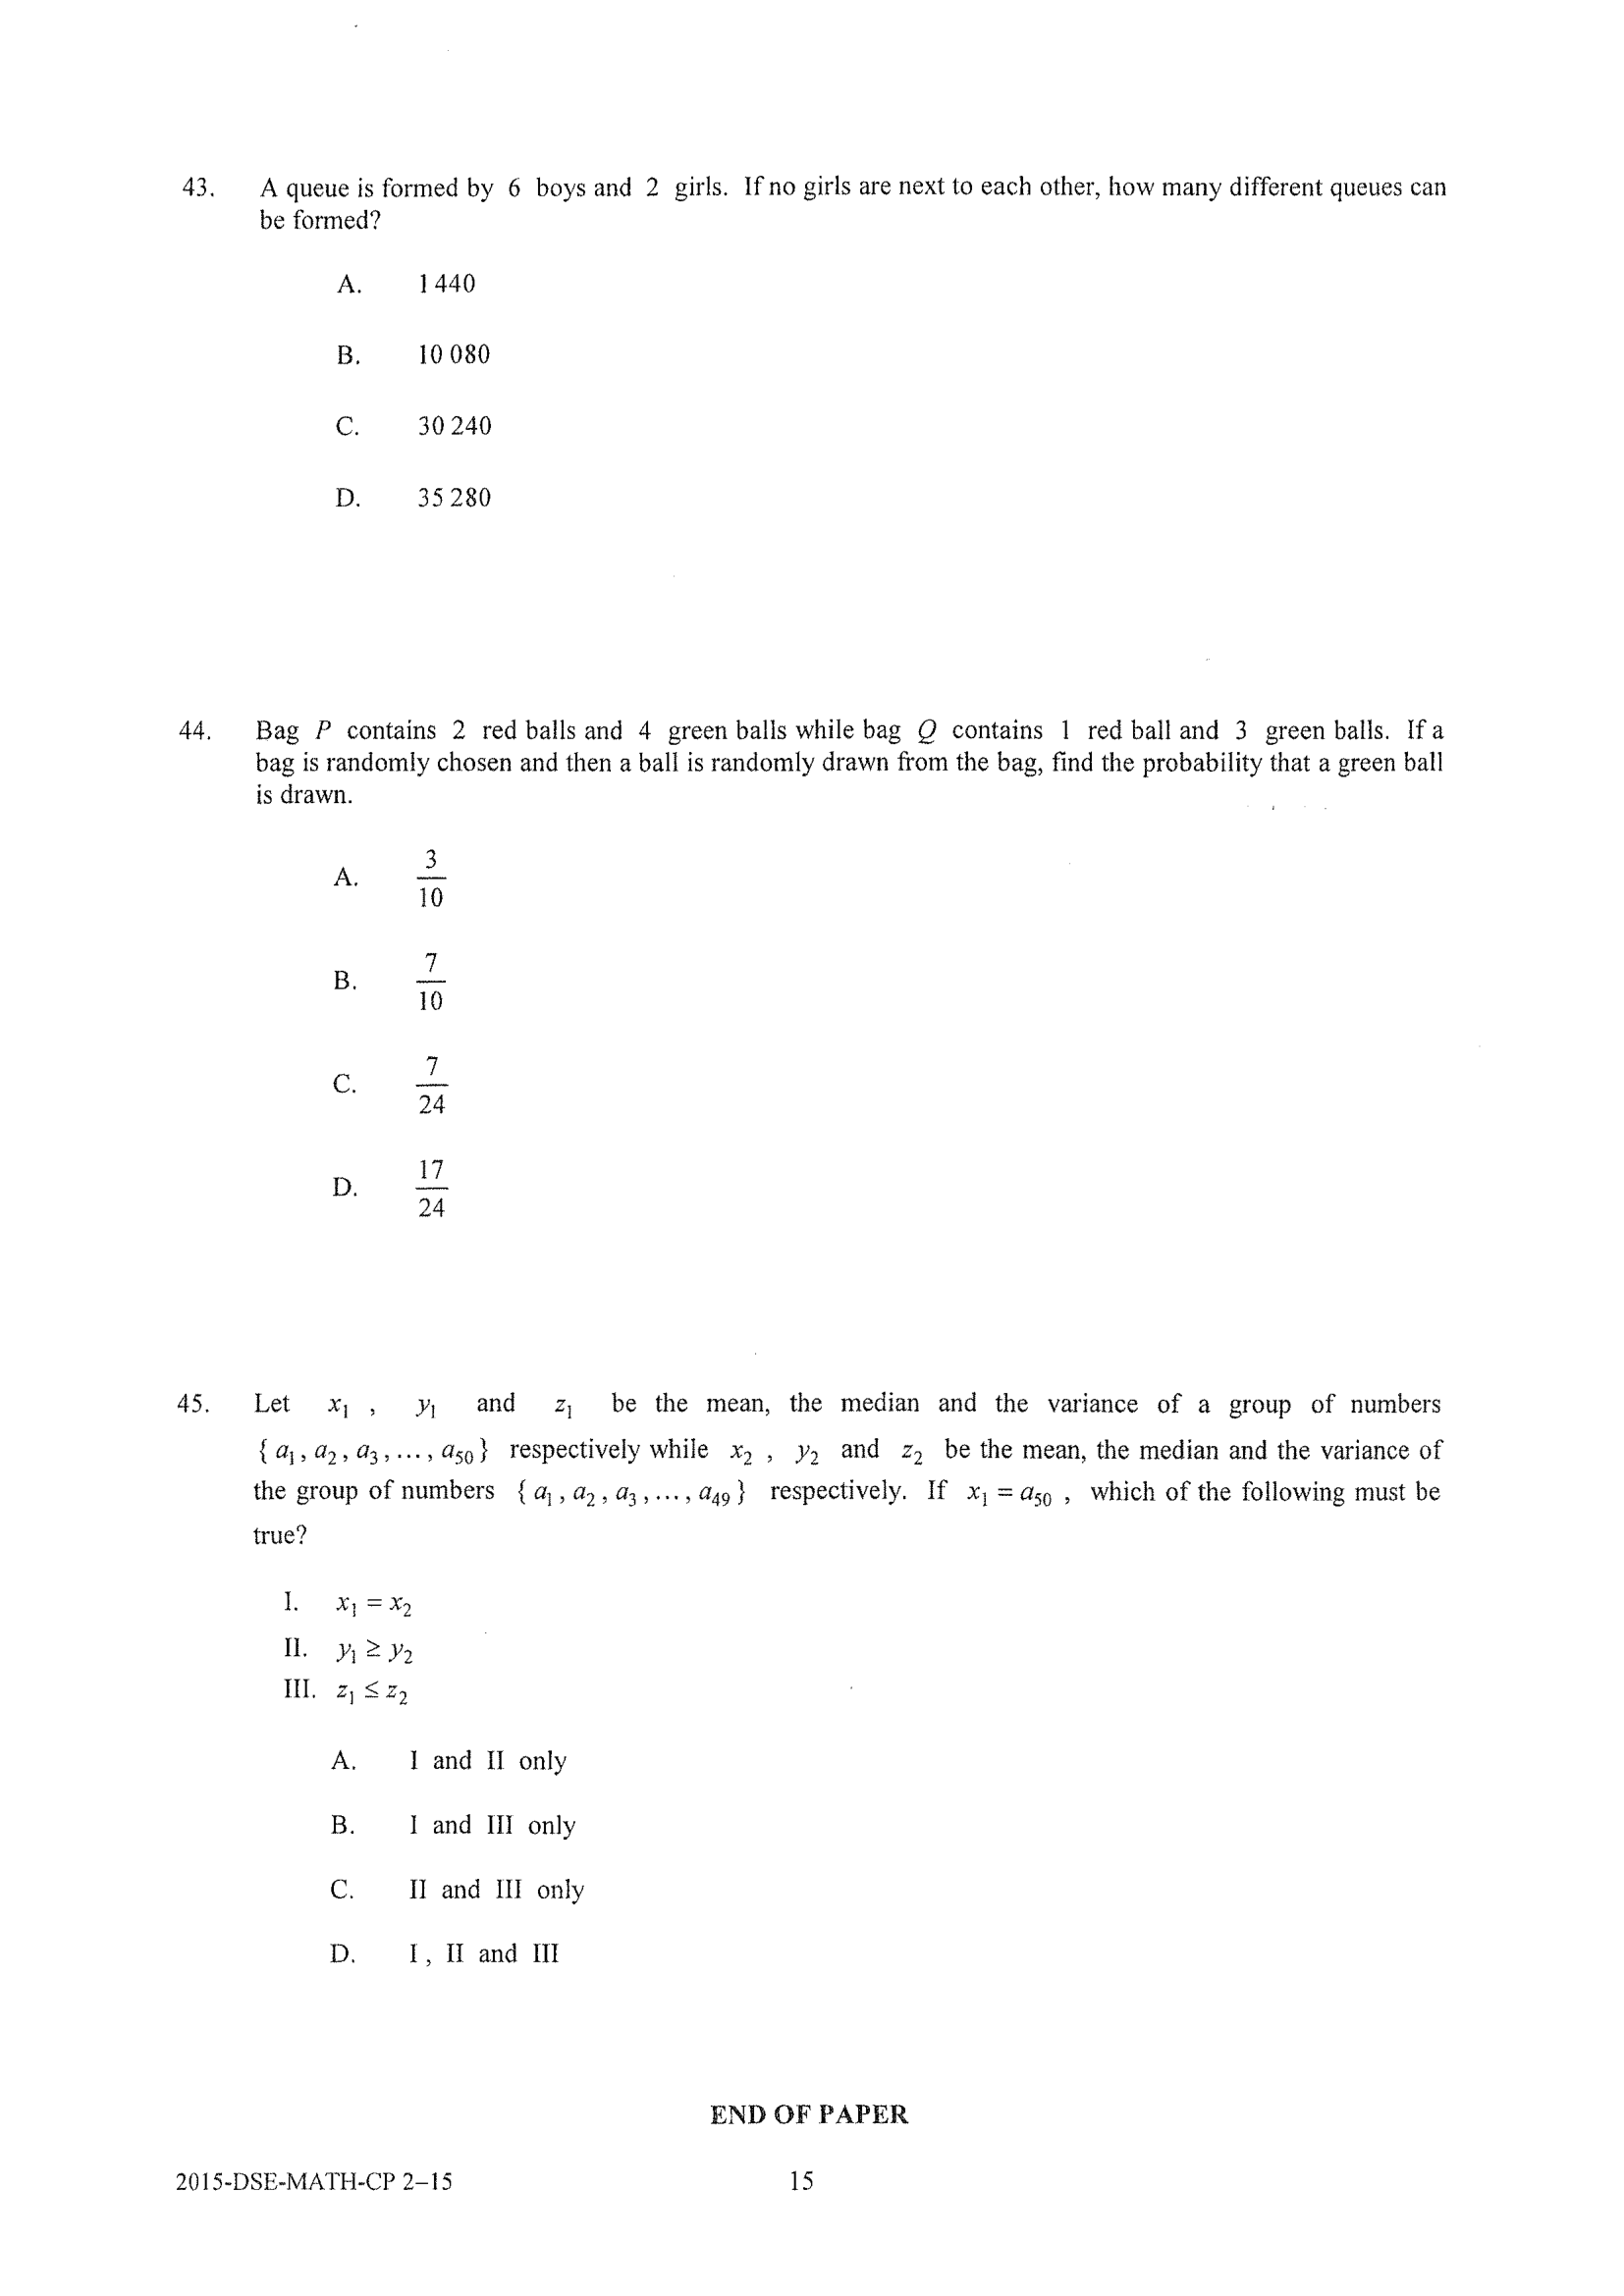 43. A queue is formed by 6 boys and 2 girls. If no girls are next to each other, how many different queues can
be formed?
A. 1 440
B. 10 080
C. 30 240
D. 35 280
44. Bag P contains 2 red balls and 4 green balls while bag Q contains 1 red ball and 3 green balls. If a
bag is randomly chosen and then a ball is randomly drawn from the bag, find the probability that a green ball
is drawn.
A. 3/10
B. 7/10
C. 7/24
D. 17/24
45. Let x₁ , y₁ and z₁ be the mean, the median and the variance of a group of numbers
{ a₁ , a₂ , a₃ , … , a₅₀ } respectively while x₂ , y₂ and z₂ be the mean, the median and the variance of
the group of numbers { a₁ , a₂ , a₃ , … , a₄₉ } respectively. If x₁ = a₅₀ , which of the following must be
true?
I. x₁ = x₂
II. y₁ ≥ y₂
III. z₁ ≤ z₂
A. I and II only
B. I and III only
C. II and III only
D. I , II and III
END OF PAPER
2015-DSE-MATH-CP 2–15 15